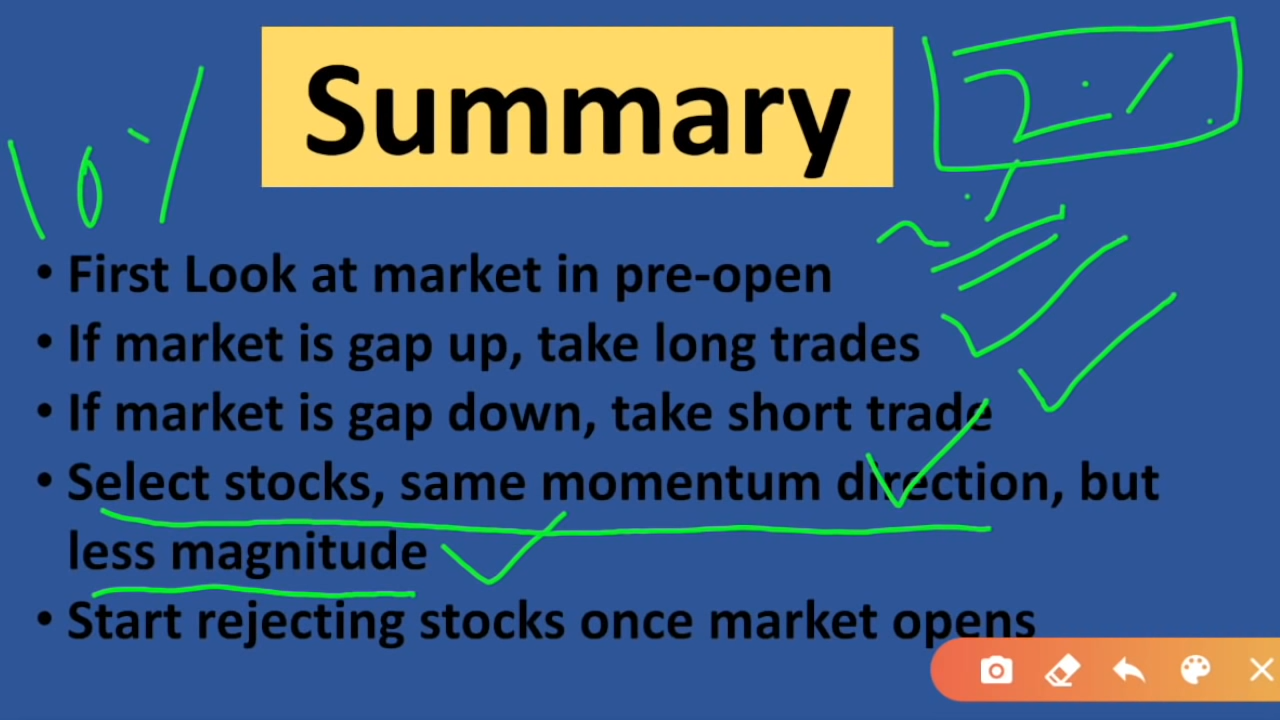 Summary
10%
2%
• First Look at market in pre-open
• If market is gap up, take long trades
• If market is gap down, take short trade
• Select stocks, same momentum direction, but
less magnitude
• Start rejecting stocks once market opens